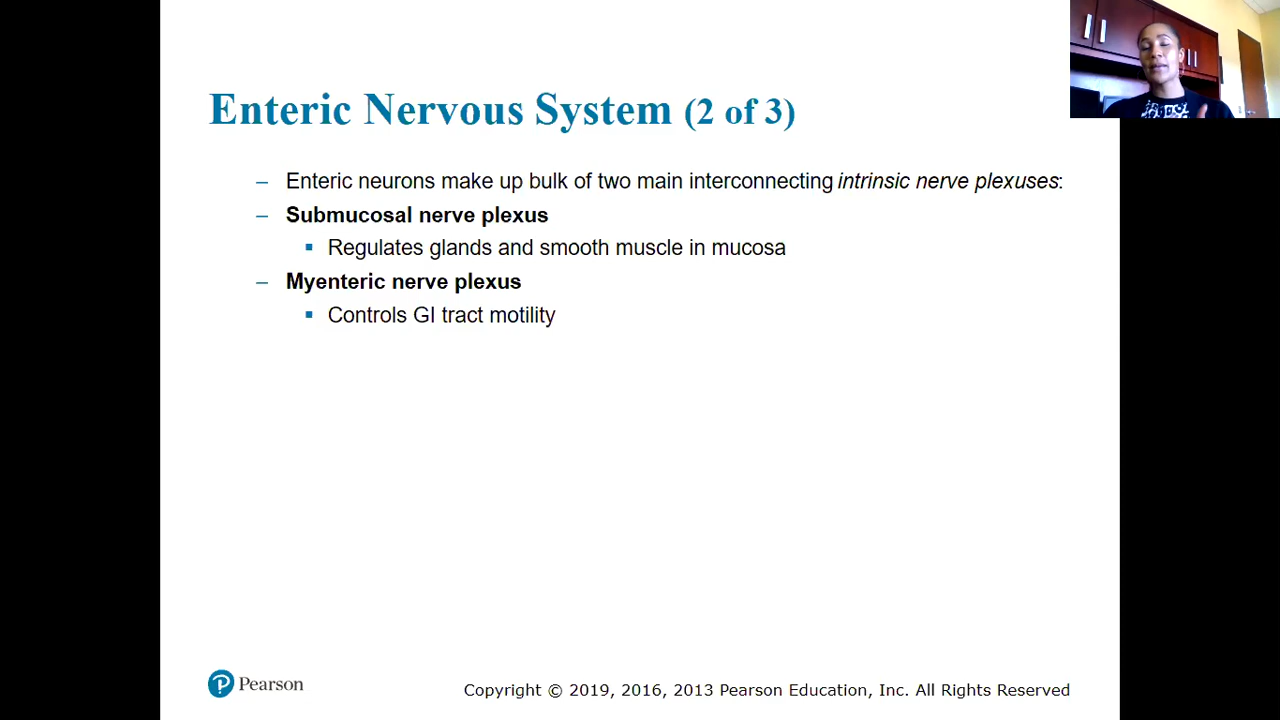 Enteric Nervous System (2 of 3)
– Enteric neurons make up bulk of two main interconnecting intrinsic nerve plexuses:
– Submucosal nerve plexus
▪ Regulates glands and smooth muscle in mucosa
– Myenteric nerve plexus
▪ Controls GI tract motility
Pearson
Copyright © 2019, 2016, 2013 Pearson Education, Inc. All Rights Reserved